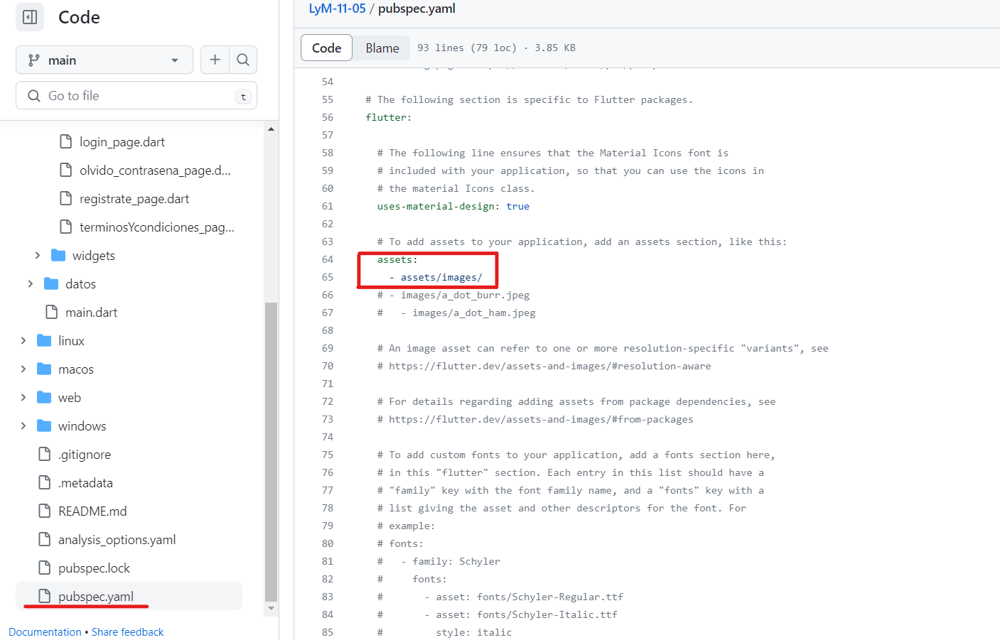 Code
main
Go to file
t
login_page.dart
olvido_contrasena_page.d...
registrate_page.dart
terminosYcondiciones_pag...
widgets
datos
main.dart
linux
macos
web
windows
.gitignore
.metadata
README.md
analysis_options.yaml
pubspec.lock
pubspec.yaml
Documentation • Share feedback
LyM-11-05 / pubspec.yaml
Code Blame 93 lines (79 loc) · 3.85 KB
54
55 # The following section is specific to Flutter packages.
56 flutter:
57
58 # The following line ensures that the Material Icons font is
59 # included with your application, so that you can use the icons in
60 # the material Icons class.
61 uses-material-design: true
62
63 # To add assets to your application, add an assets section, like this:
64 assets:
65 - assets/images/
66 # - images/a_dot_burr.jpeg
67 # - images/a_dot_ham.jpeg
68
69 # An image asset can refer to one or more resolution-specific "variants", see
70 # https://flutter.dev/assets-and-images/#resolution-aware
71
72 # For details regarding adding assets from package dependencies, see
73 # https://flutter.dev/assets-and-images/#from-packages
74
75 # To add custom fonts to your application, add a fonts section here,
76 # in this "flutter" section. Each entry in this list should have a
77 # "family" key with the font family name, and a "fonts" key with a
78 # list giving the asset and other descriptors for the font. For
79 # example:
80 # fonts:
81 # - family: Schyler
82 # fonts:
83 # - asset: fonts/Schyler-Regular.ttf
84 # - asset: fonts/Schyler-Italic.ttf
85 # style: italic